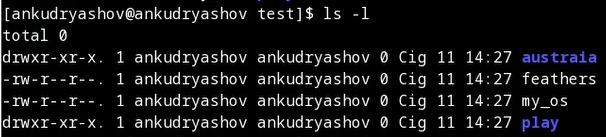 [ankudryashov@ankudryashov test]$ ls -l
total 0
drwxr-xr-x. 1 ankudryashov ankudryashov 0 Cig 11 14:27 austraia
-rw-r--r--. 1 ankudryashov ankudryashov 0 Cig 11 14:27 feathers
-rw-r--r--. 1 ankudryashov ankudryashov 0 Cig 11 14:27 my_os
drwxr-xr-x. 1 ankudryashov ankudryashov 0 Cig 11 14:27 play